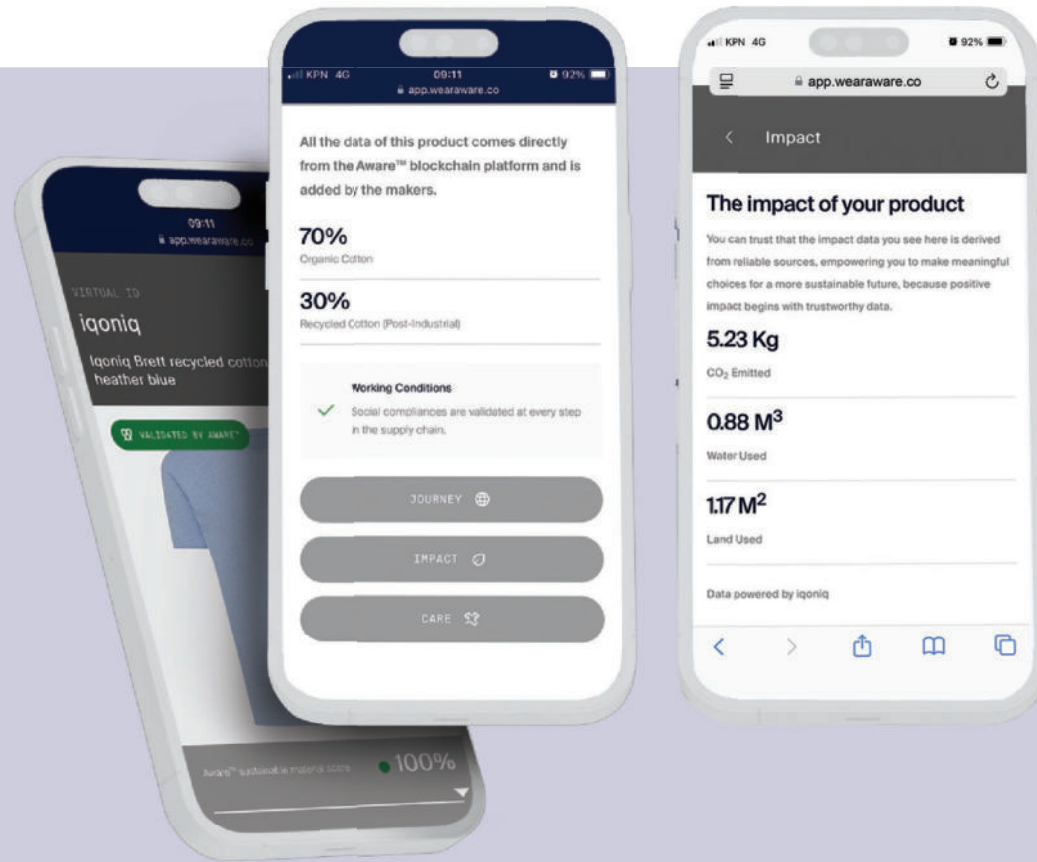 09:11
app.wearaware.co
VIRTUAL ID
iqoniq
Iqoniq Brett recycled cotton
heather blue
VALIDATED BY AWARE™
Aware™ sustainable material score
100%
KPN 4G
09:11
92%
app.wearaware.co
All the data of this product comes directly
from the Aware™ blockchain platform and is
added by the makers.
70%
Organic Cotton
30%
Recycled Cotton (Post-Industrial)
Working Conditions
Social compliances are validated at every step
in the supply chain.
JOURNEY
IMPACT
CARE
KPN 4G
92%
app.wearaware.co
Impact
The impact of your product
You can trust that the impact data you see here is derived
from reliable sources, empowering you to make meaningful
choices for a more sustainable future, because positive
impact begins with trustworthy data.
5.23 Kg
CO₂ Emitted
0.88 M³
Water Used
1.17 M²
Land Used
Data powered by iqoniq